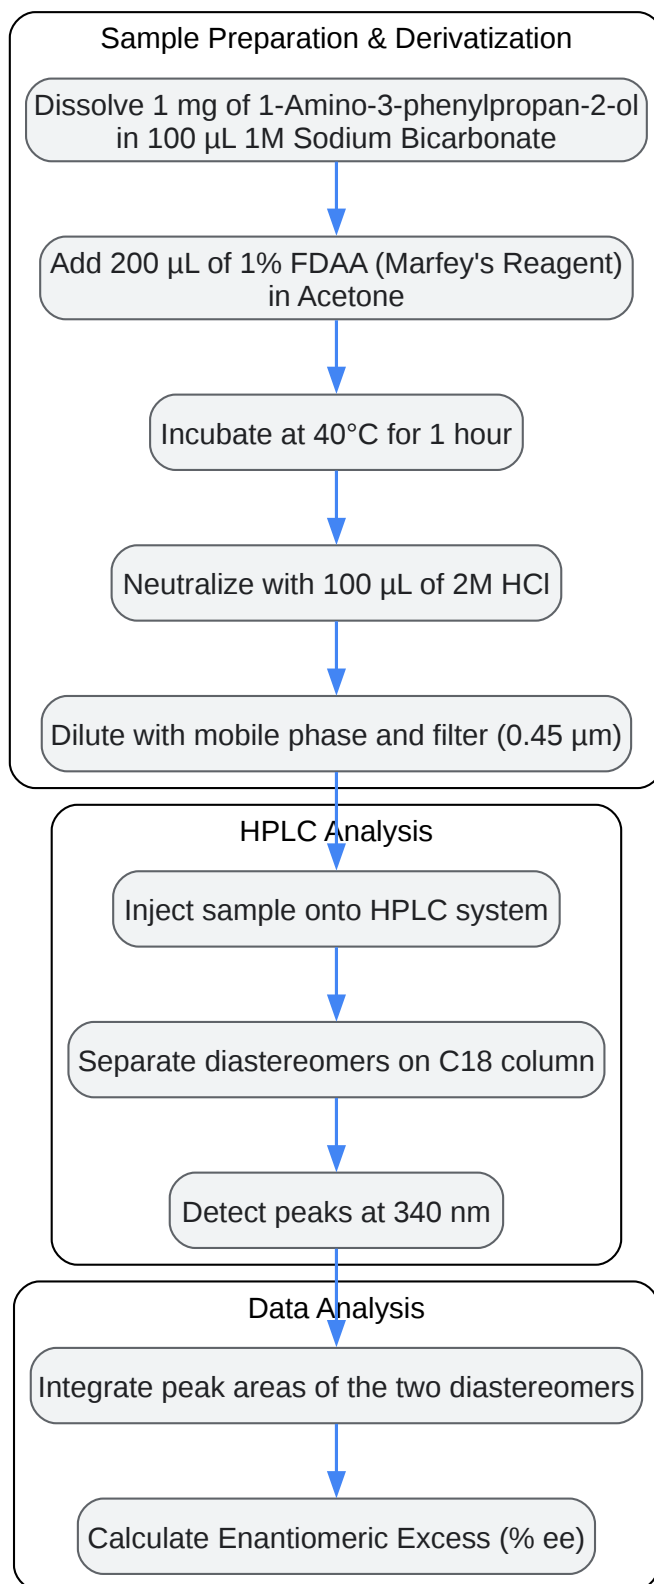 Sample Preparation & Derivatization
Dissolve 1 mg of 1-Amino-3-phenylpropan-2-ol
in 100 µL 1M Sodium Bicarbonate
Add 200 µL of 1% FDAA (Marfey's Reagent)
in Acetone
Incubate at 40°C for 1 hour
Neutralize with 100 µL of 2M HCl
Dilute with mobile phase and filter (0.45 µm)
HPLC Analysis
Inject sample onto HPLC system
Separate diastereomers on C18 column
Detect peaks at 340 nm
Data Analysis
Integrate peak areas of the two diastereomers
Calculate Enantiomeric Excess (% ee)